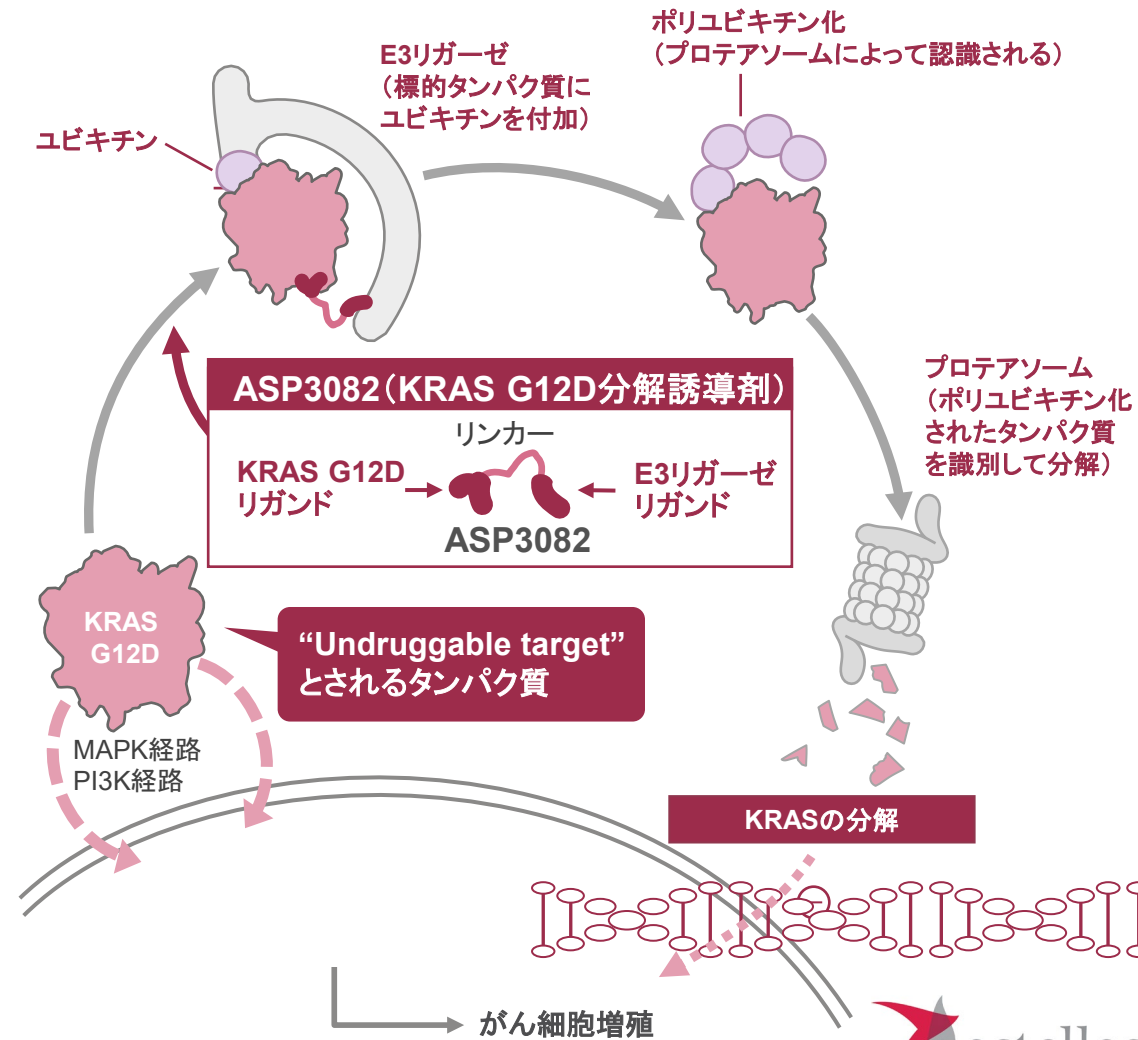 ポリユビキチン化
（プロテアソームによって認識される）
E3リガーゼ
（標的タンパク質に
ユビキチンを付加）
ユビキチン
プロテアソーム
（ポリユビキチン化
されたタンパク質
を識別して分解）
ASP3082（KRAS G12D分解誘導剤）
リンカー
KRAS G12D
リガンド
E3リガーゼ
リガンド
ASP3082
KRAS
G12D
“Undruggable target”
とされるタンパク質
MAPK経路
PI3K経路
KRASの分解
がん細胞増殖